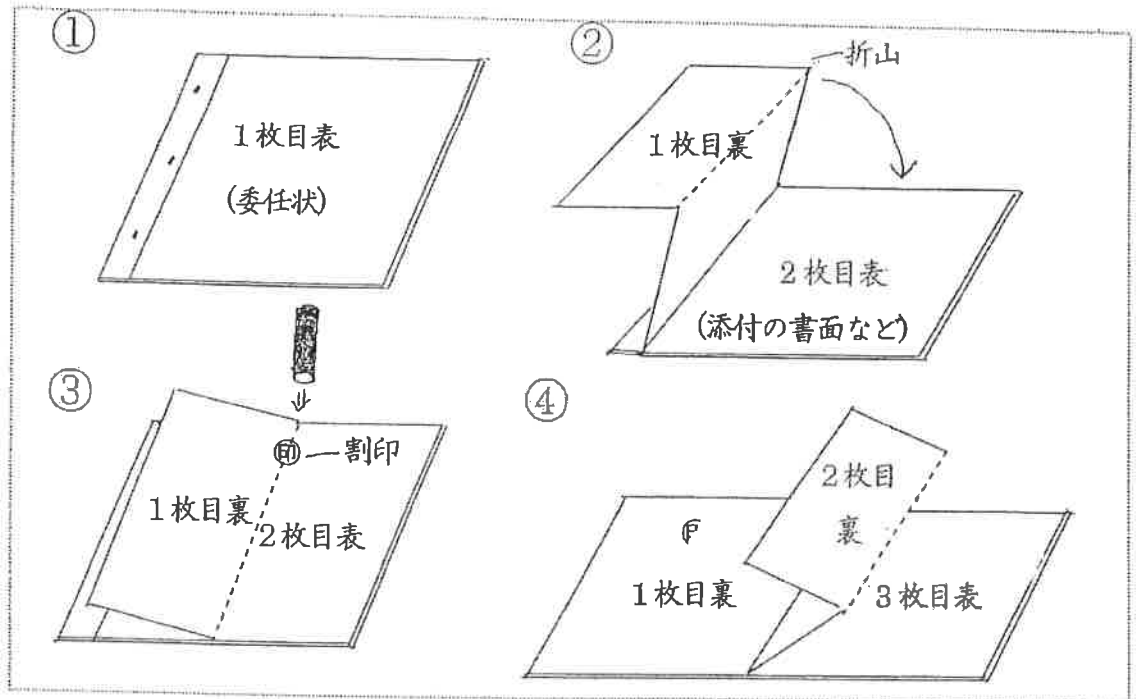 ①
1枚目表
(委任状)
②
折山
1枚目裏
2枚目表
(添付の書面など)
③
印
割印
1枚目裏
2枚目表
④
2枚目
裏
1枚目裏
3枚目表